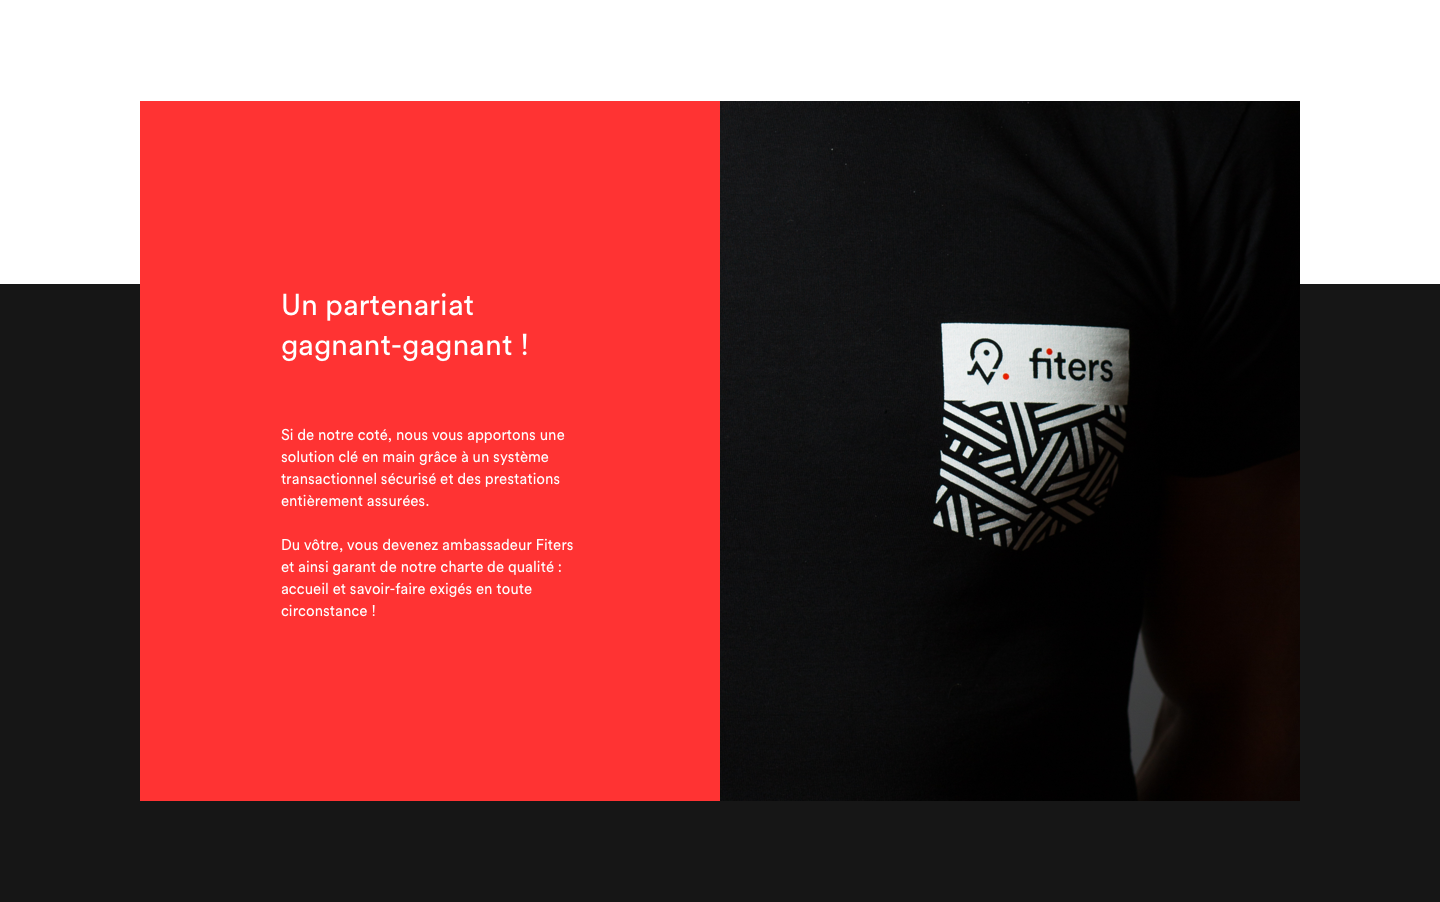 Un partenariat
gagnant-gagnant !
Si de notre coté, nous vous apportons une
solution clé en main grâce à un système
transactionnel sécurisé et des prestations
entièrement assurées.
Du vôtre, vous devenez ambassadeur Fiters
et ainsi garant de notre charte de qualité :
accueil et savoir-faire exigés en toute
circonstance !
fiters